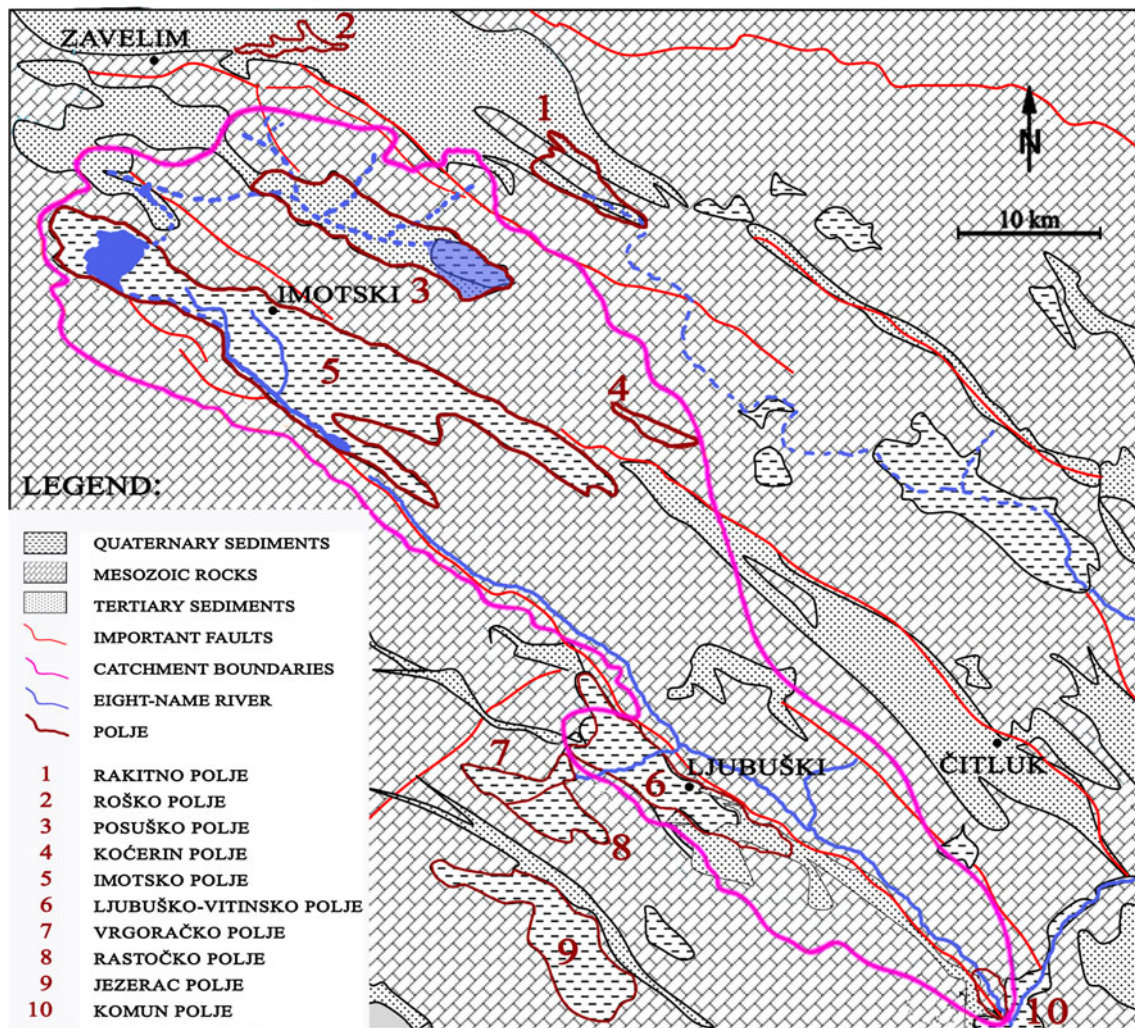 ZAVELIM
2
1
N
10 km
IMOTSKI
3
5
4
LEGEND:
QUATERNARY SEDIMENTS
MESOZOIC ROCKS
TERTIARY SEDIMENTS
IMPORTANT FAULTS
CATCHMENT BOUNDARIES
EIGHT-NAME RIVER
POLJE
1 RAKITNO POLJE
2 ROŠKO POLJE
3 POSUŠKO POLJE
4 KOĆERIN POLJE
5 IMOTSKO POLJE
6 LJUBUŠKO-VITINSKO POLJE
7 VRGORAČKO POLJE
8 RASTOČKO POLJE
9 JEZERAC POLJE
10 KOMUN POLJE
7
6
LJUBUŠKI
ČITLUK
8
9
10